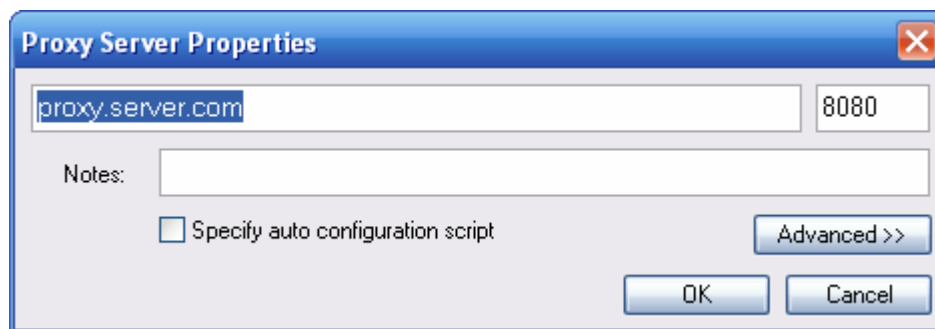 Proxy Server Properties
proxy.server.com 8080
Notes:
Specify auto configuration script
Advanced >>
OK Cancel